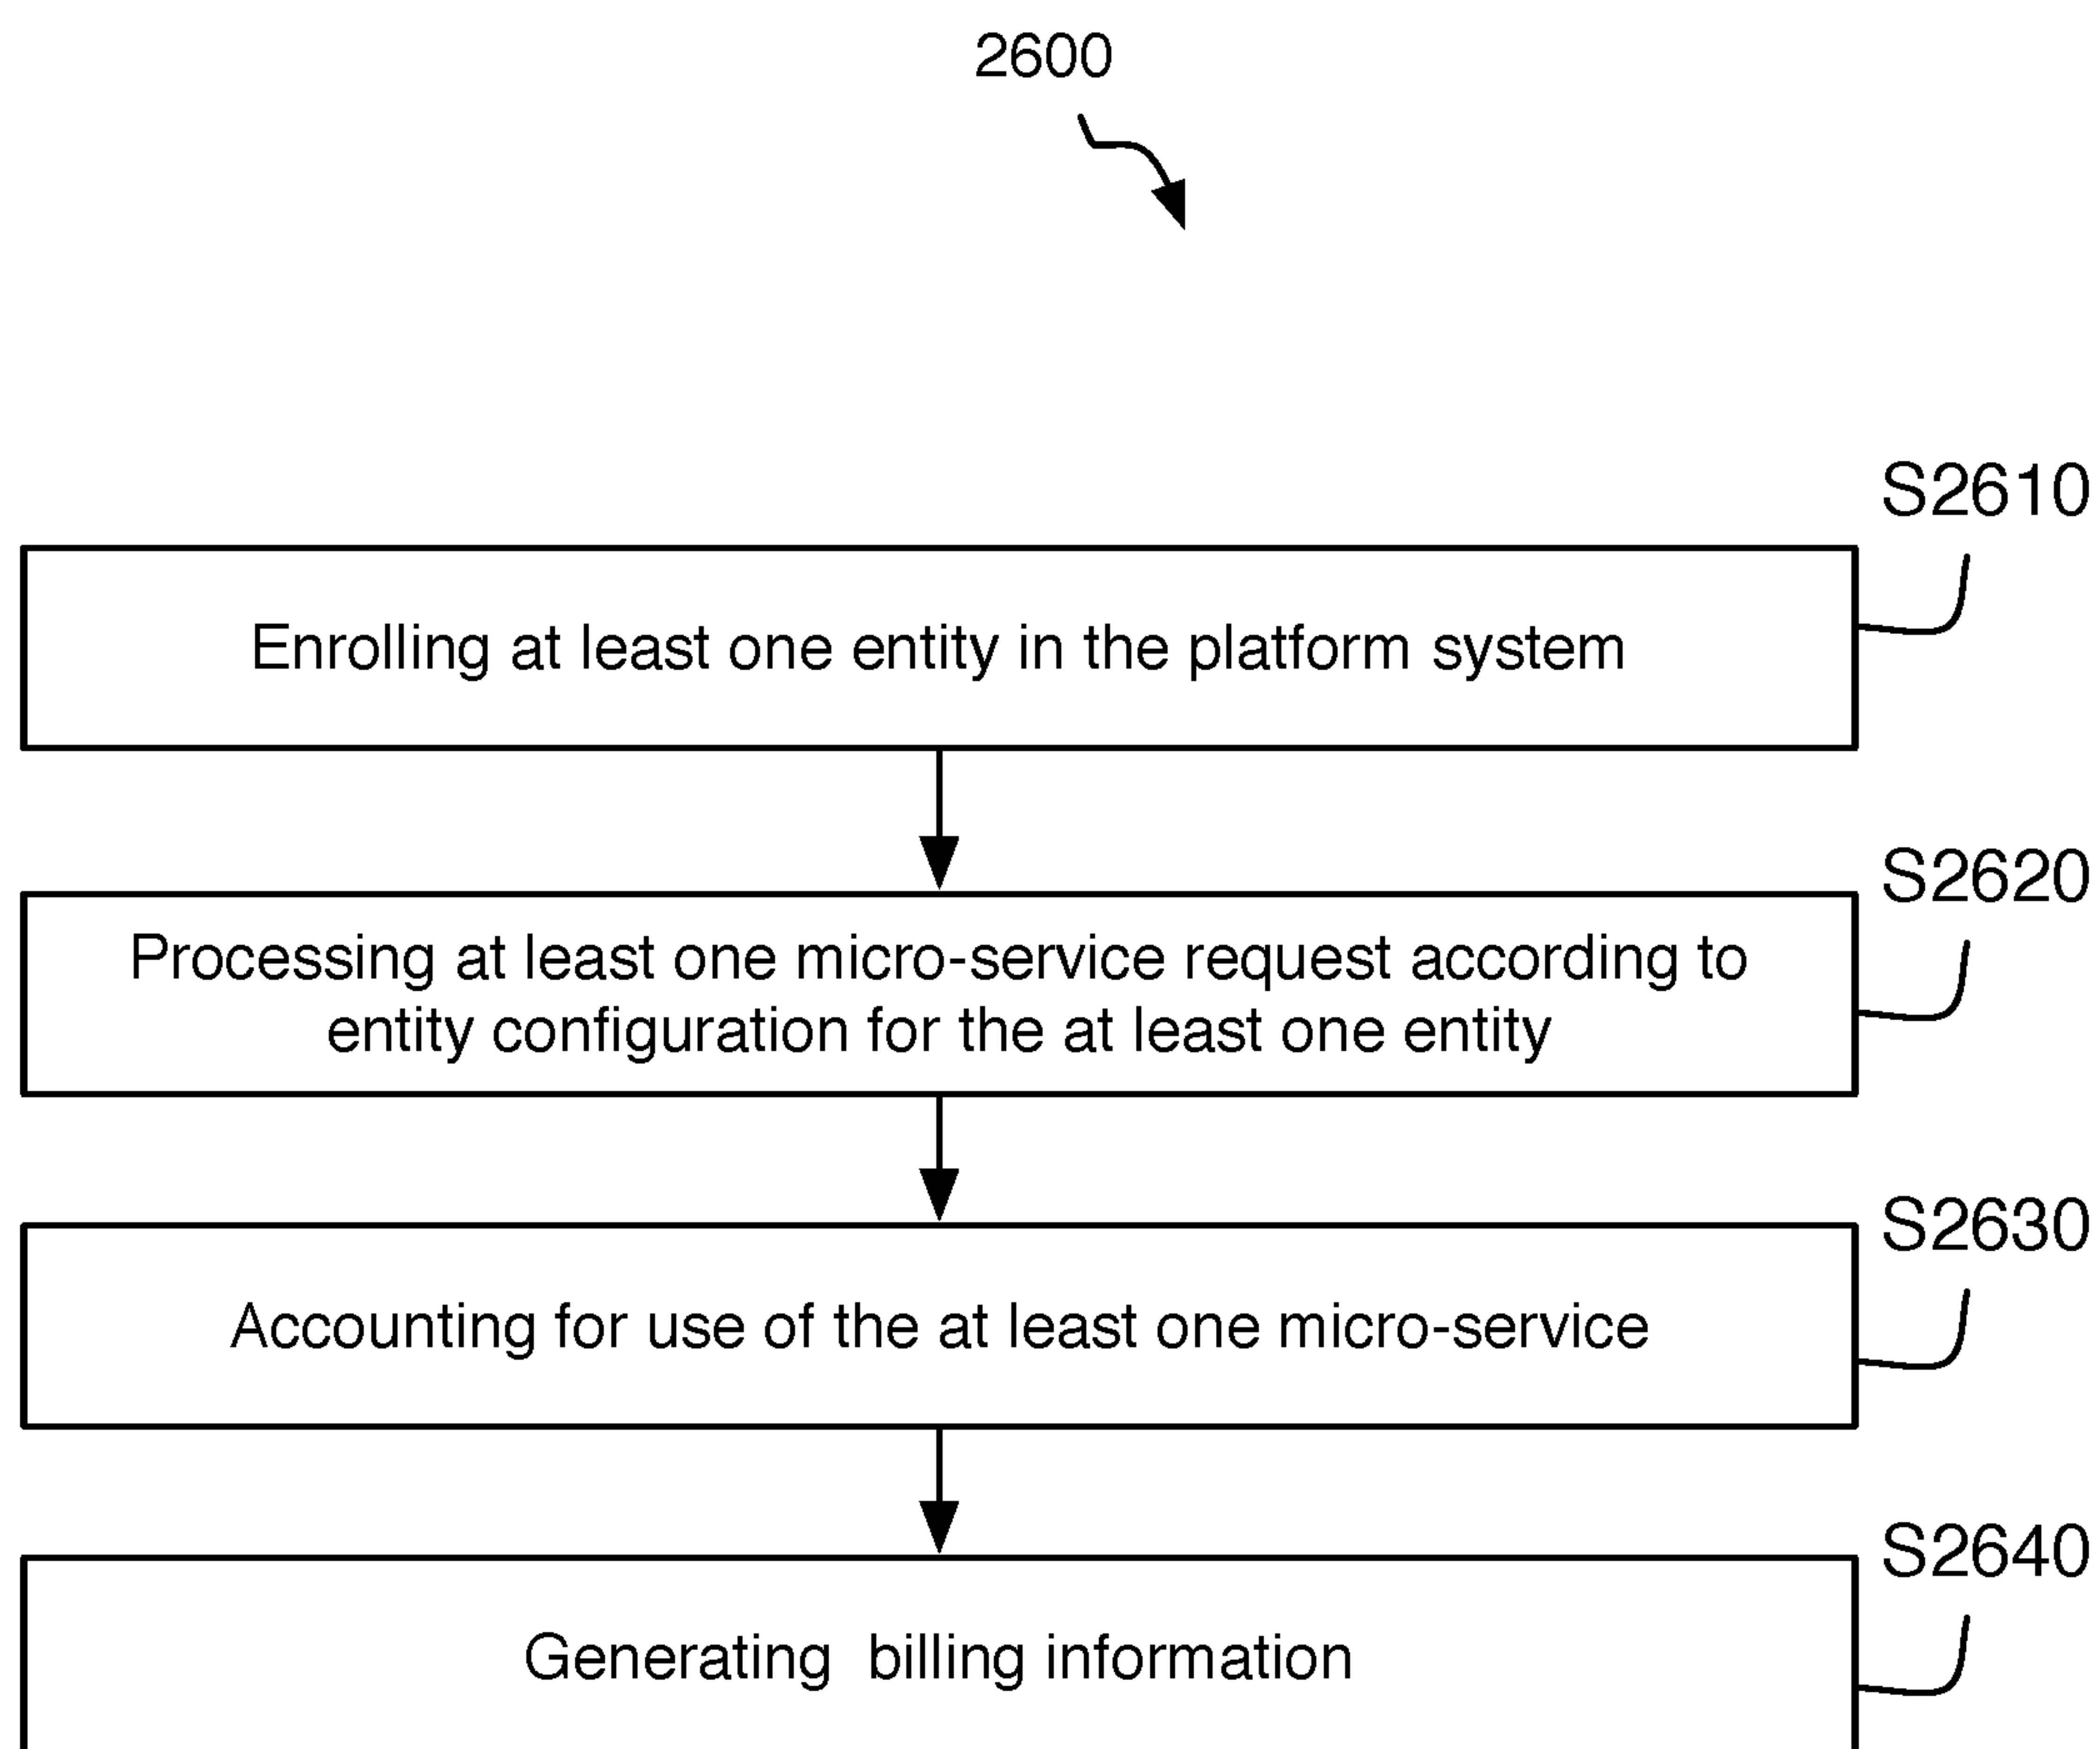 2600
S2610
Enrolling at least one entity in the platform system
S2620
Processing at least one micro-service request according to
entity configuration for the at least one entity
S2630
Accounting for use of the at least one micro-service
S2640
Generating billing information